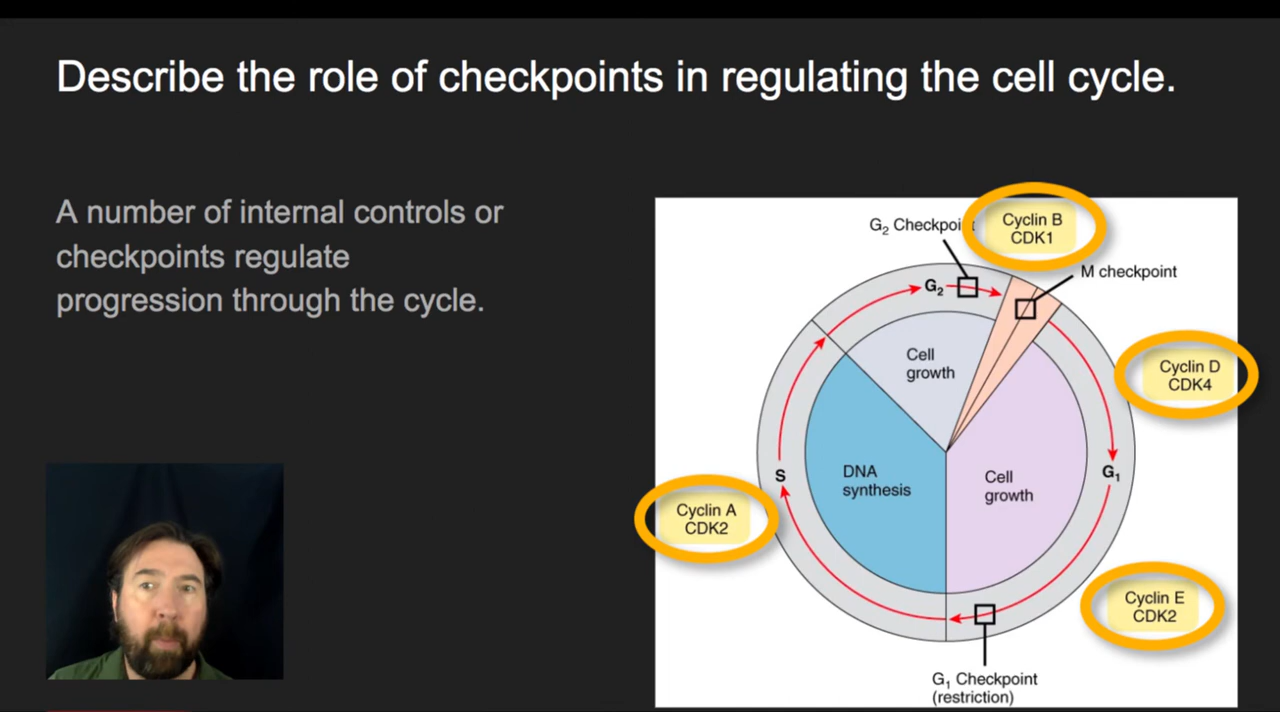 Describe the role of checkpoints in regulating the cell cycle.
A number of internal controls or
checkpoints regulate
progression through the cycle.
G₂ Checkpoint
Cyclin B
CDK1
M checkpoint
G₂
Cell
growth
Cyclin D
CDK4
DNA
synthesis
Cell
growth
G₁
S
Cyclin A
CDK2
Cyclin E
CDK2
G₁ Checkpoint
(restriction)